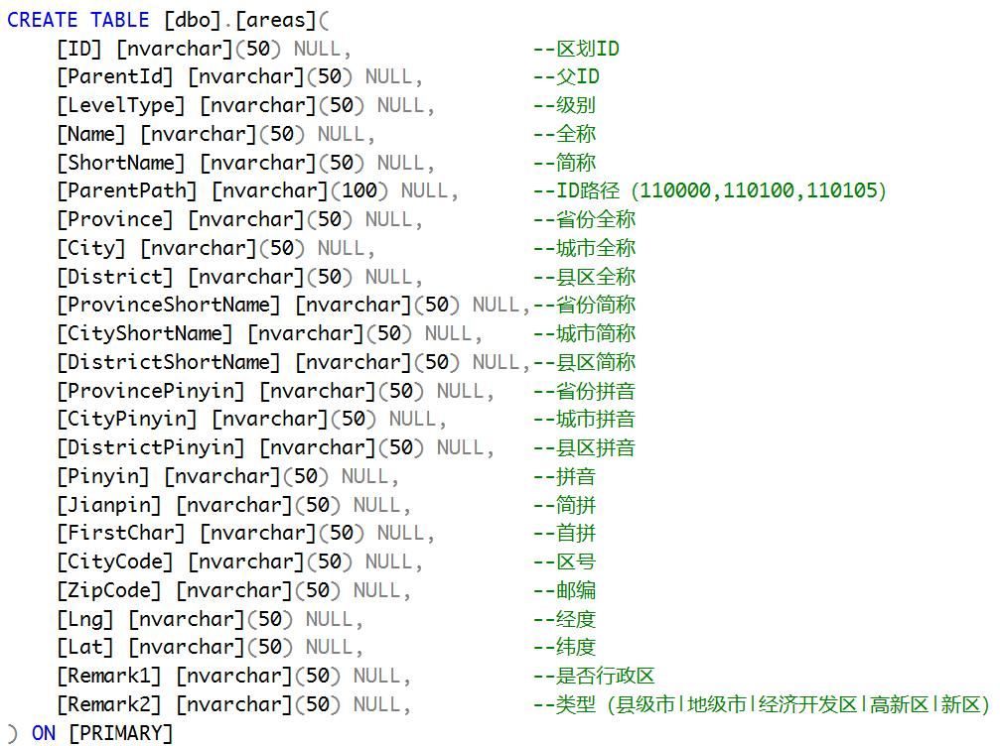 CREATE TABLE [dbo].[areas](
[ID] [nvarchar](50) NULL, --区划ID
[ParentId] [nvarchar](50) NULL, --父ID
[LevelType] [nvarchar](50) NULL, --级别
[Name] [nvarchar](50) NULL, --全称
[ShortName] [nvarchar](50) NULL, --简称
[ParentPath] [nvarchar](100) NULL, --ID路径（110000,110100,110105）
[Province] [nvarchar](50) NULL, --省份全称
[City] [nvarchar](50) NULL, --城市全称
[District] [nvarchar](50) NULL, --县区全称
[ProvinceShortName] [nvarchar](50) NULL,--省份简称
[CityShortName] [nvarchar](50) NULL, --城市简称
[DistrictShortName] [nvarchar](50) NULL,--县区简称
[ProvincePinyin] [nvarchar](50) NULL, --省份拼音
[CityPinyin] [nvarchar](50) NULL, --城市拼音
[DistrictPinyin] [nvarchar](50) NULL, --县区拼音
[Pinyin] [nvarchar](50) NULL, --拼音
[Jianpin] [nvarchar](50) NULL, --简拼
[FirstChar] [nvarchar](50) NULL, --首拼
[CityCode] [nvarchar](50) NULL, --区号
[ZipCode] [nvarchar](50) NULL, --邮编
[Lng] [nvarchar](50) NULL, --经度
[Lat] [nvarchar](50) NULL, --纬度
[Remark1] [nvarchar](50) NULL, --是否行政区
[Remark2] [nvarchar](50) NULL, --类型（县级市|地级市|经济开发区|高新区|新区）
) ON [PRIMARY]